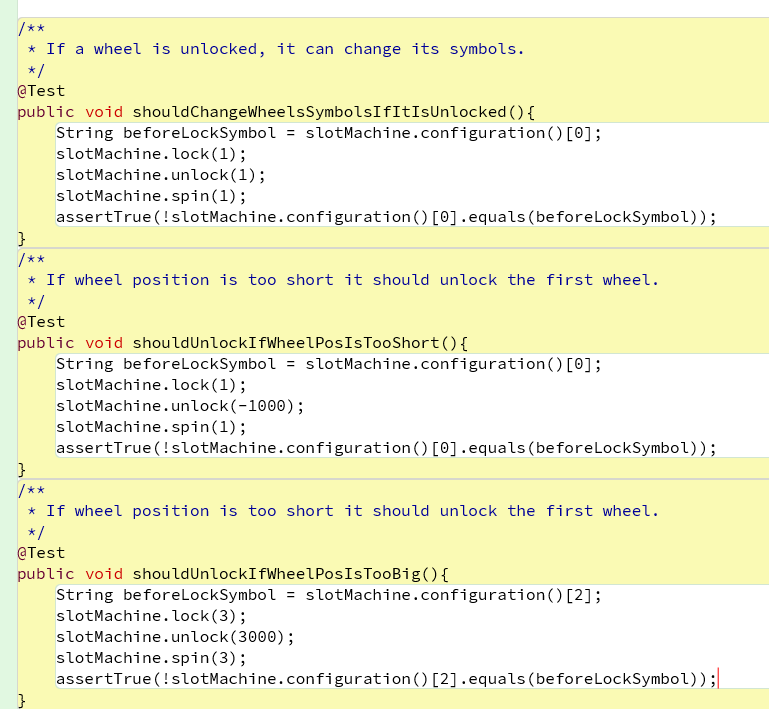 /**
 * If a wheel is unlocked, it can change its symbols.
 */
@Test
public void shouldChangeWheelsSymbolsIfItIsUnlocked(){
    String beforeLockSymbol = slotMachine.configuration()[0];
    slotMachine.lock(1);
    slotMachine.unlock(1);
    slotMachine.spin(1);
    assertTrue(!slotMachine.configuration()[0].equals(beforeLockSymbol));
}
/**
 * If wheel position is too short it should unlock the first wheel.
 */
@Test
public void shouldUnlockIfWheelPosIsTooShort(){
    String beforeLockSymbol = slotMachine.configuration()[0];
    slotMachine.lock(1);
    slotMachine.unlock(-1000);
    slotMachine.spin(1);
    assertTrue(!slotMachine.configuration()[0].equals(beforeLockSymbol));
}
/**
 * If wheel position is too short it should unlock the first wheel.
 */
@Test
public void shouldUnlockIfWheelPosIsTooBig(){
    String beforeLockSymbol = slotMachine.configuration()[2];
    slotMachine.lock(3);
    slotMachine.unlock(3000);
    slotMachine.spin(3);
    assertTrue(!slotMachine.configuration()[2].equals(beforeLockSymbol));
}